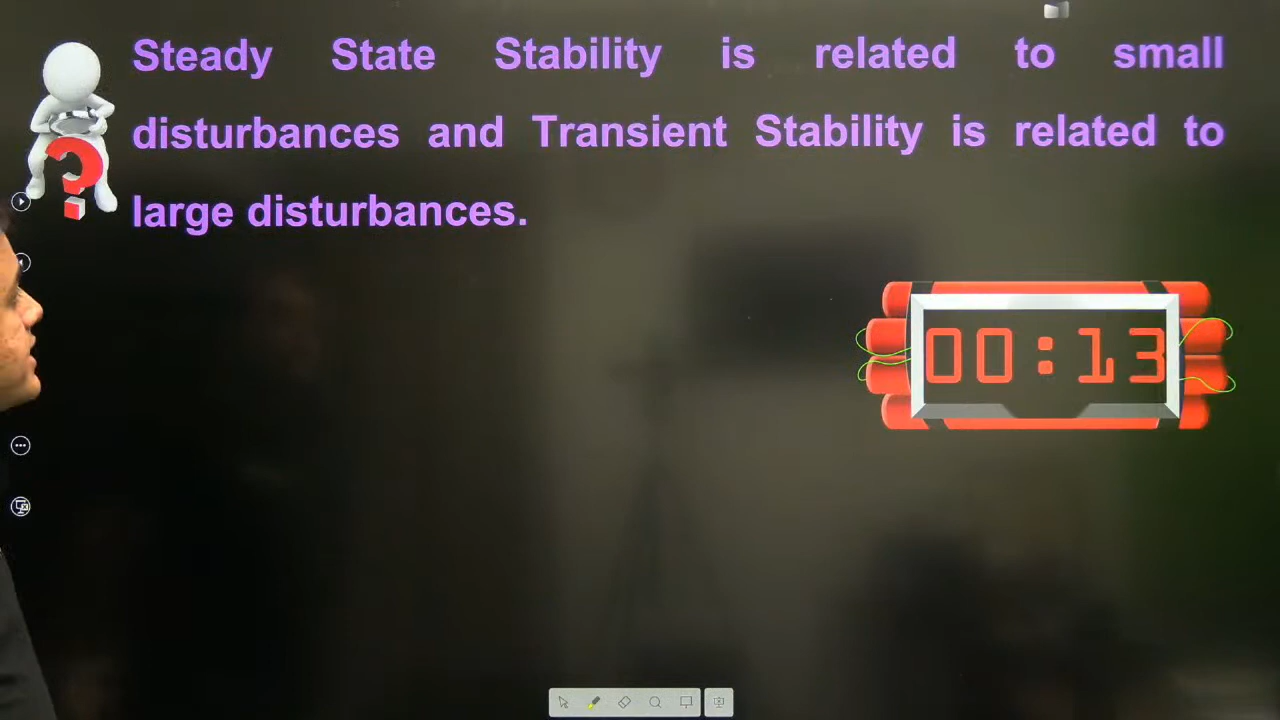 Steady State Stability is related to small
disturbances and Transient Stability is related to
large disturbances.
00:13